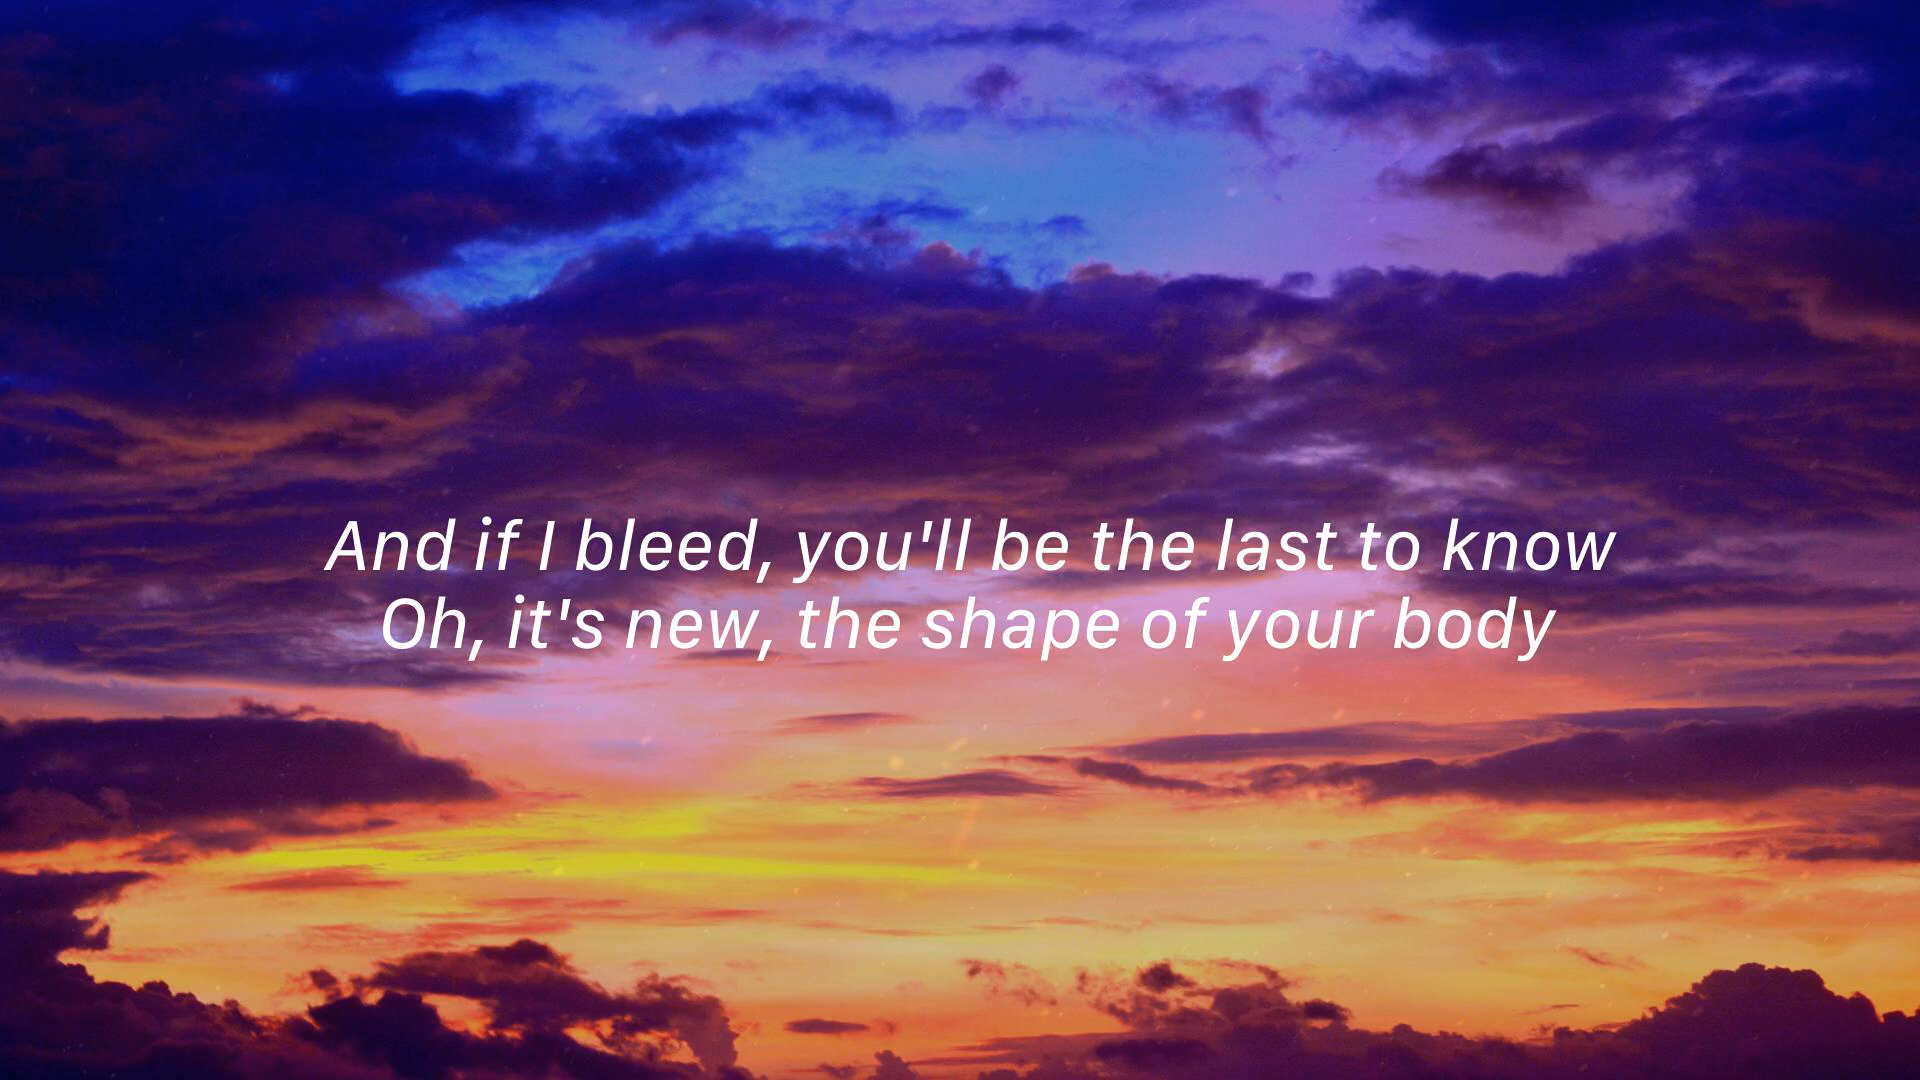 And if I bleed, you'll be the last to know
Oh, it's new, the shape of your body